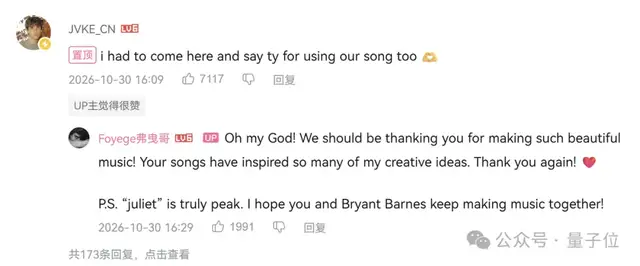 JVKE_CN LV6
置顶 i had to come here and say ty for using our song too 🫶
2026-10-30 16:09 7117 回复
UP主觉得很赞
Foyege弗曳哥 LV6 UP Oh my God! We should be thanking you for making such beautiful
music! Your songs have inspired so many of my creative ideas. Thank you again! ❤️
P.S. “juliet” is truly peak. I hope you and Bryant Barnes keep making music together!
2026-10-30 16:29 1991 回复
共173条回复，点击查看
公众号·量子位